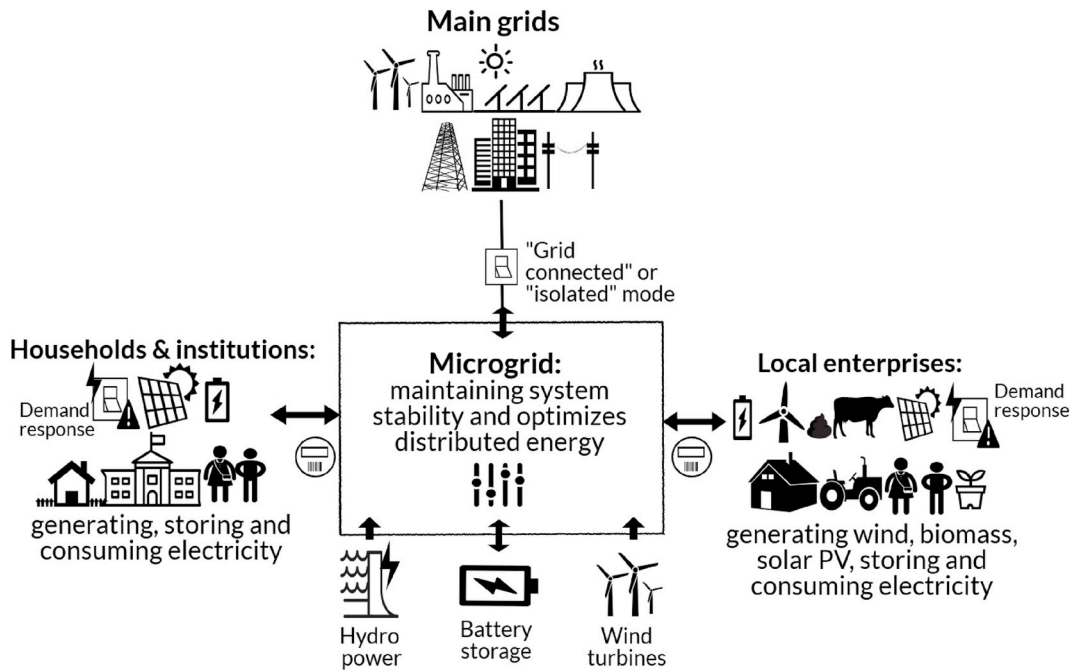 Main grids
"Grid
connected" or
"isolated" mode
Households & institutions:
Demand
response
generating, storing and
consuming electricity
Microgrid:
maintaining system
stability and optimizes
distributed energy
Local enterprises:
Demand
response
generating wind, biomass,
solar PV, storing and
consuming electricity
Hydro
power
Battery
storage
Wind
turbines